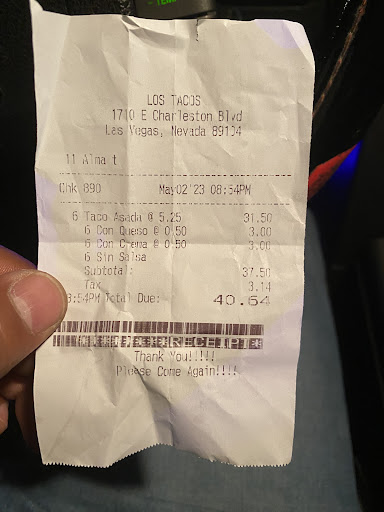 LOS TACOS
1710 E Charleston Blvd
Las Vegas, Nevada 89104
11 Alma t
Chk 890 May02'23 08:54PM
6 Taco Asada @ 5.25 31.50
6 Con Queso @ 0.50 3.00
6 Con Crema @ 0.50 3.00
6 Sin Salsa
Subtotal: 37.50
Tax 3.14
8:54PM Total Due: 40.64
RECEIPT
Thank You!!!!!
Please Come Again!!!!